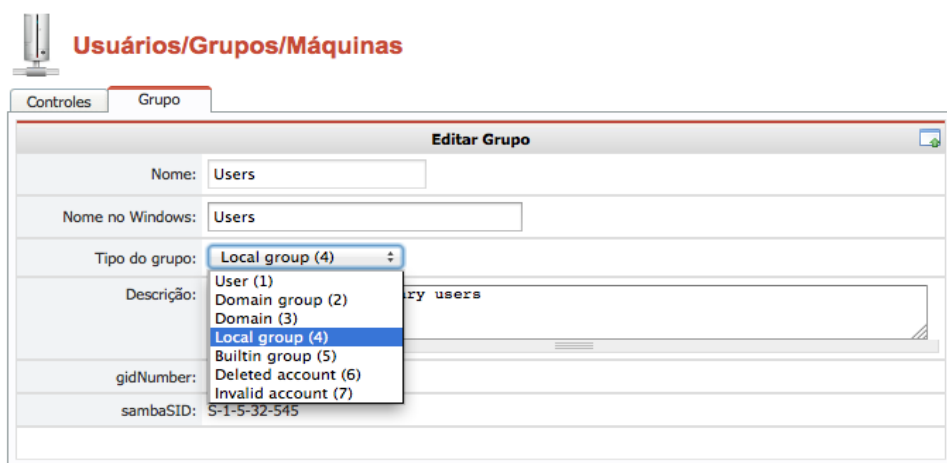 Usuários/Grupos/Máquinas
Controles
Grupo
Editar Grupo
Nome: Users
Nome no Windows: Users
Tipo do grupo: Local group (4)
User (1)
Domain group (2)
Domain (3)
Local group (4)
Builtin group (5)
Deleted account (6)
Invalid account (7)
Descrição: users
gidNumber:
sambaSID: S-1-5-32-545